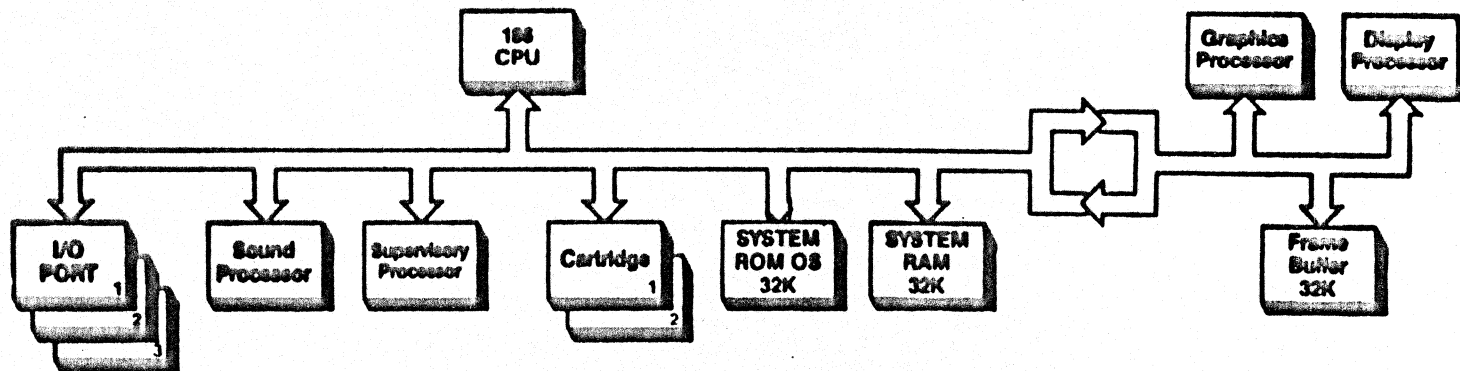 188
CPU
Graphics
Processor
Display
Processor
I/O
PORT
1
2
3
Sound
Processor
Supervisory
Processor
Cartridge
1
2
SYSTEM
ROM OS
32K
SYSTEM
RAM
32K
Frame
Buffer
32K